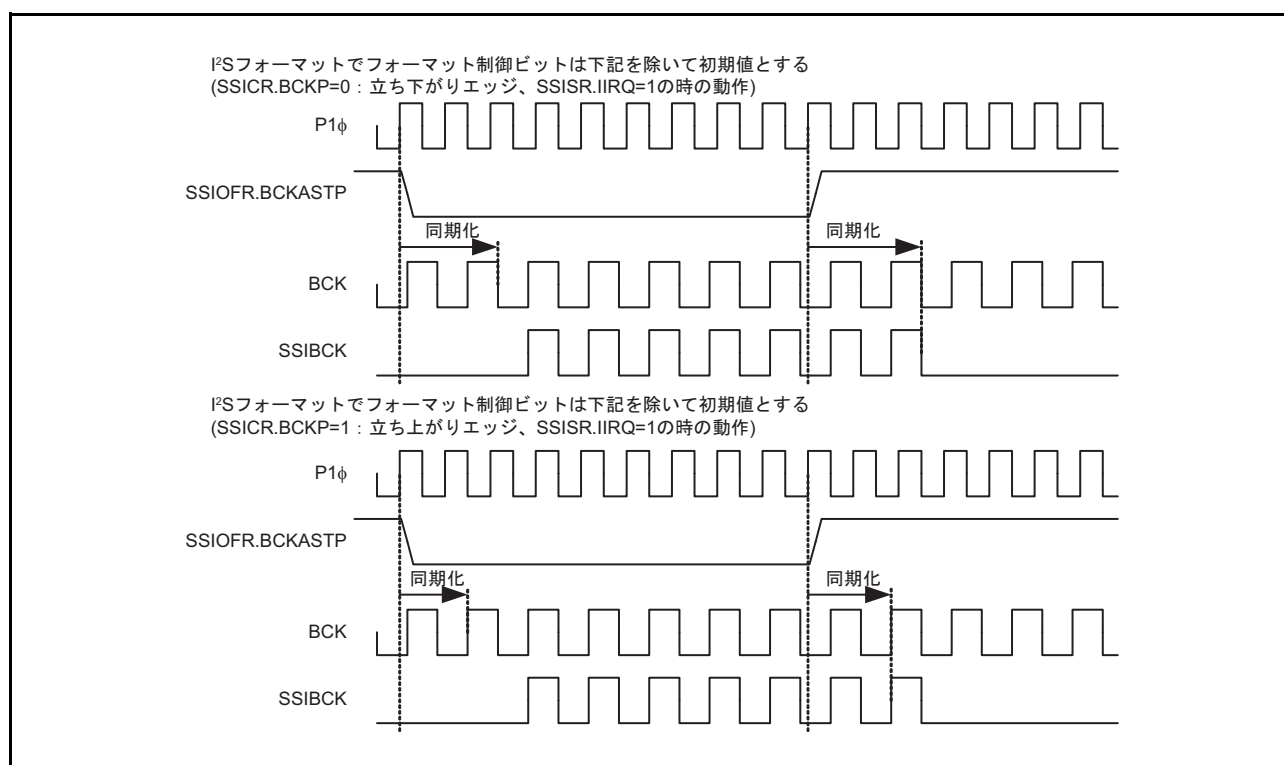 I²Sフォーマットでフォーマット制御ビットは下記を除いて初期値とする
(SSICR.BCKP=0：立ち下がりエッジ、SSISR.IIRQ=1の時の動作)
P1ϕ
SSIOFR.BCKASTP
同期化 同期化
BCK
SSIBCK
I²Sフォーマットでフォーマット制御ビットは下記を除いて初期値とする
(SSICR.BCKP=1：立ち上がりエッジ、SSISR.IIRQ=1の時の動作)
P1ϕ
SSIOFR.BCKASTP
同期化 同期化
BCK
SSIBCK